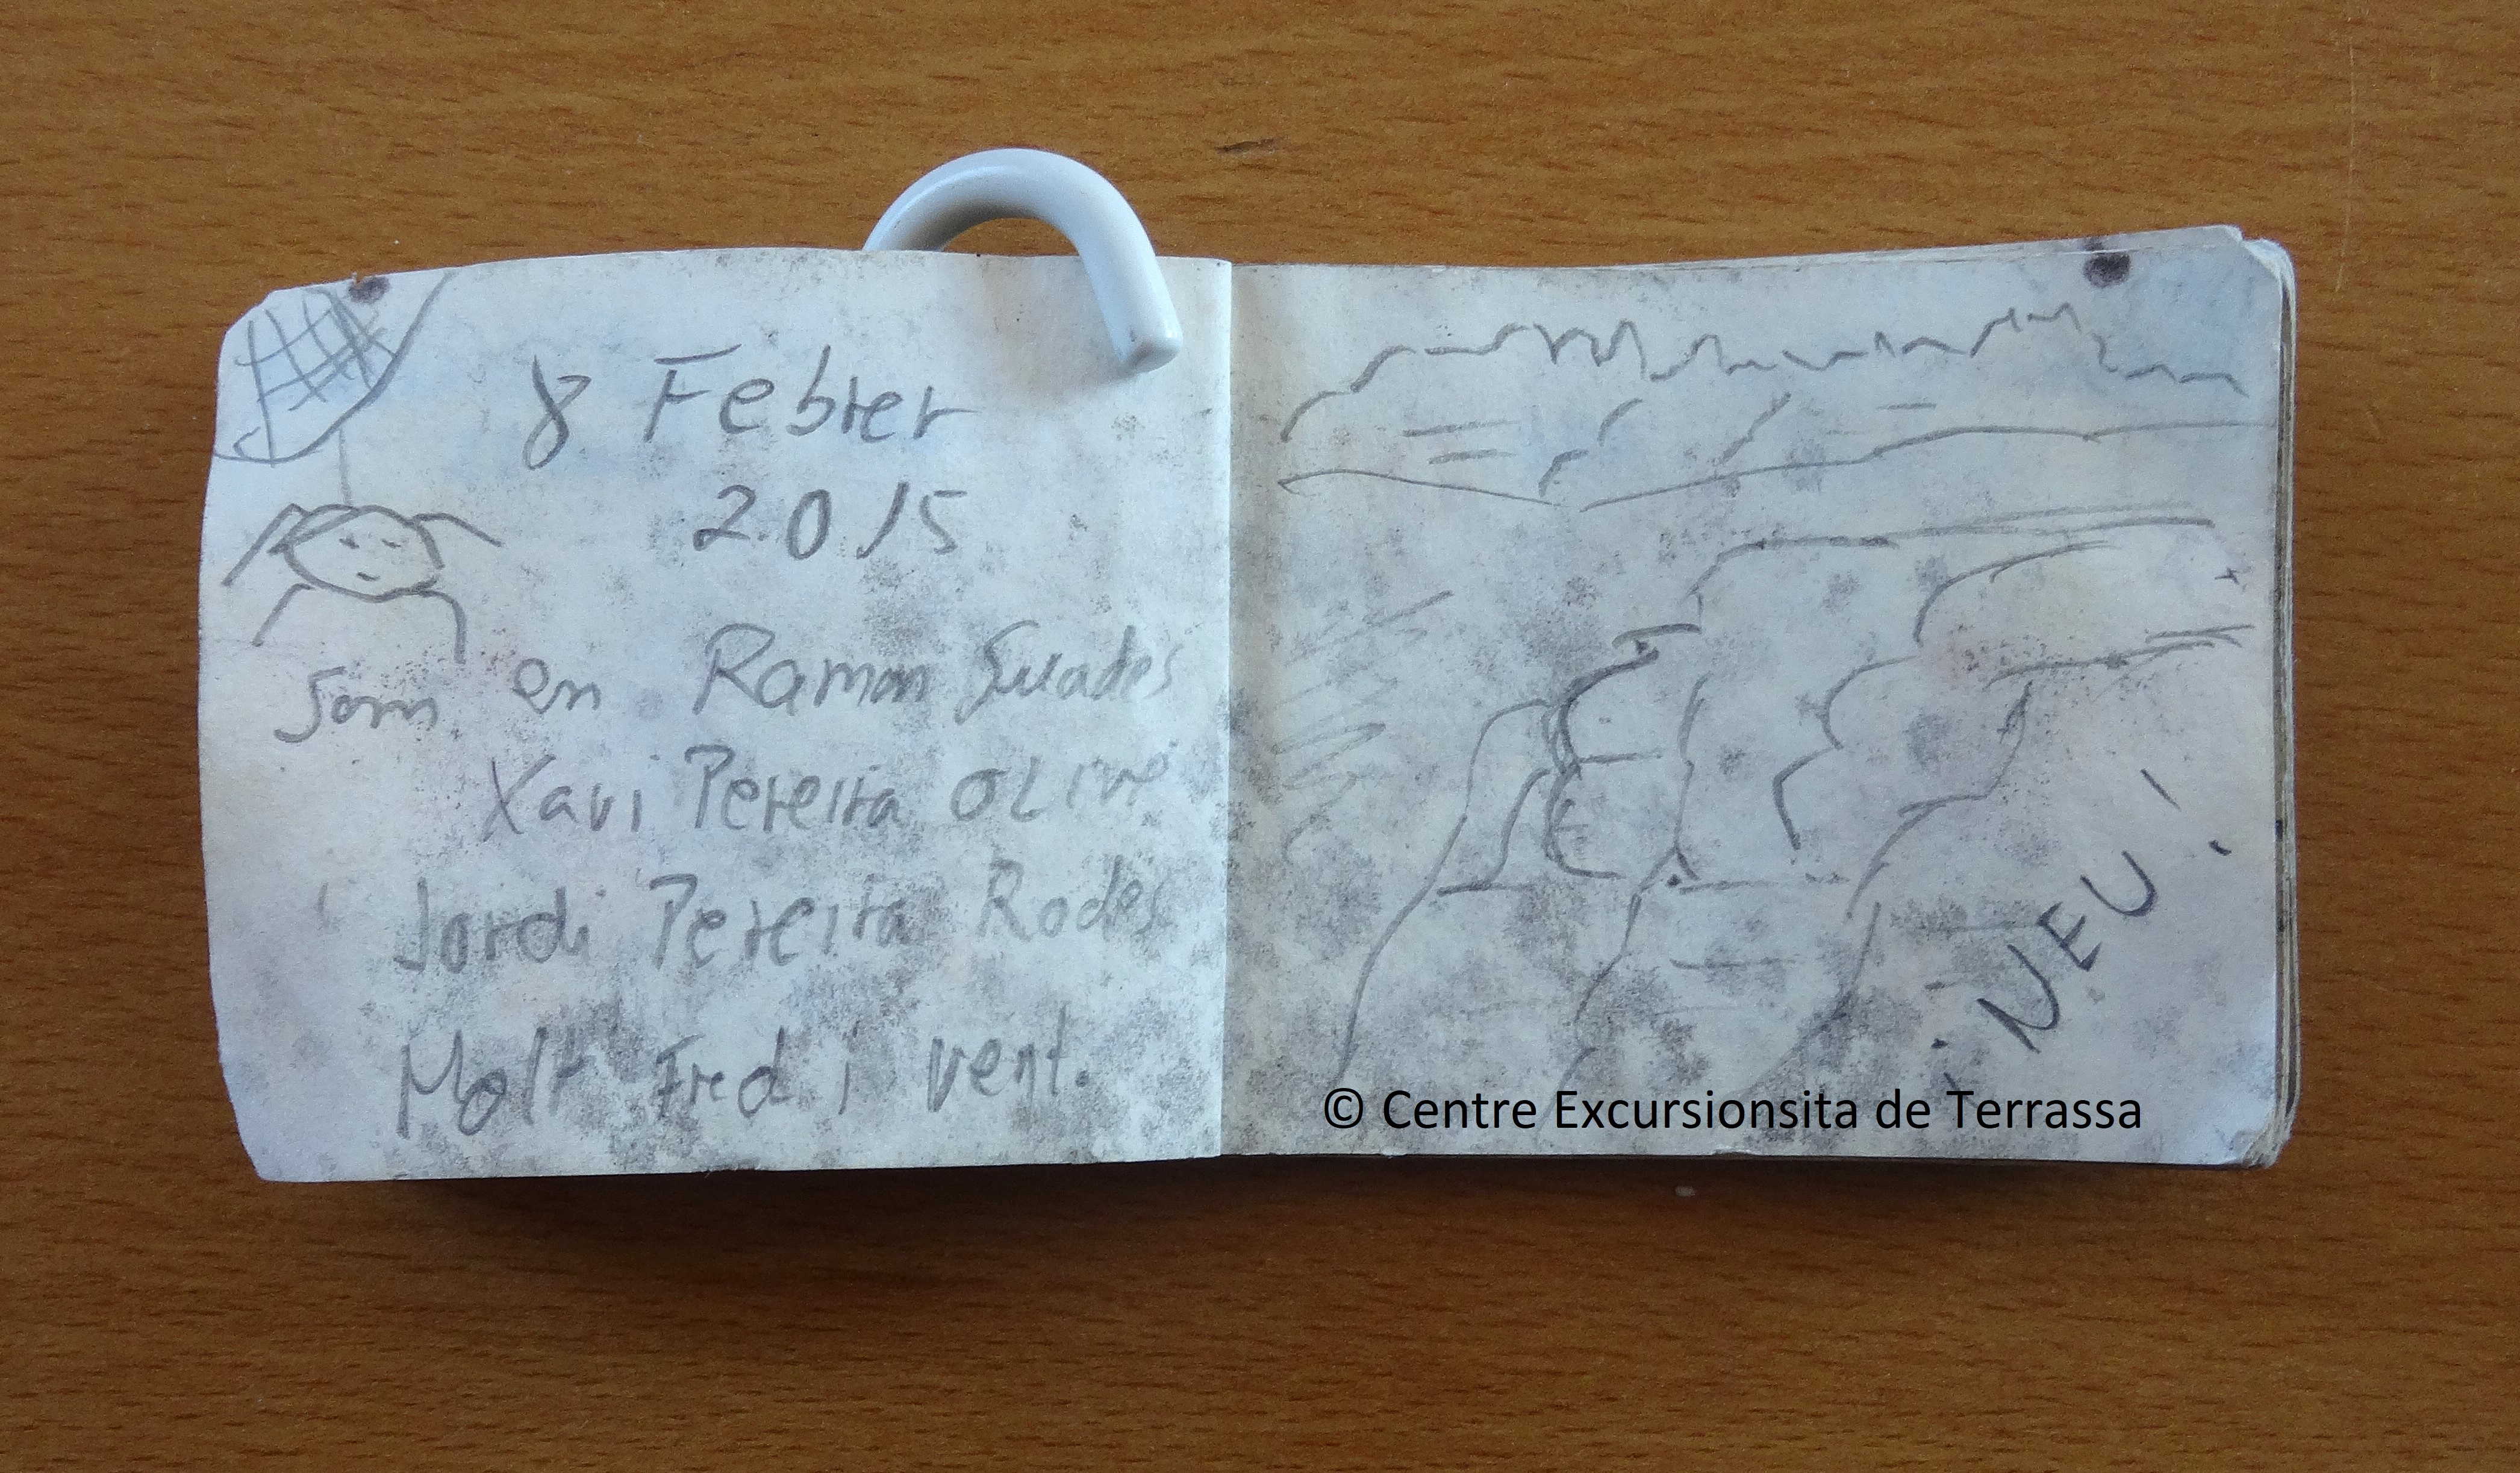 8 Febrer
2015
Som en Ramon
Xavi Pereira OLivé
Jordi Pereira Rodes
Molt Fred i vent.
¡NEU!
© Centre Excursionsita de Terrassa